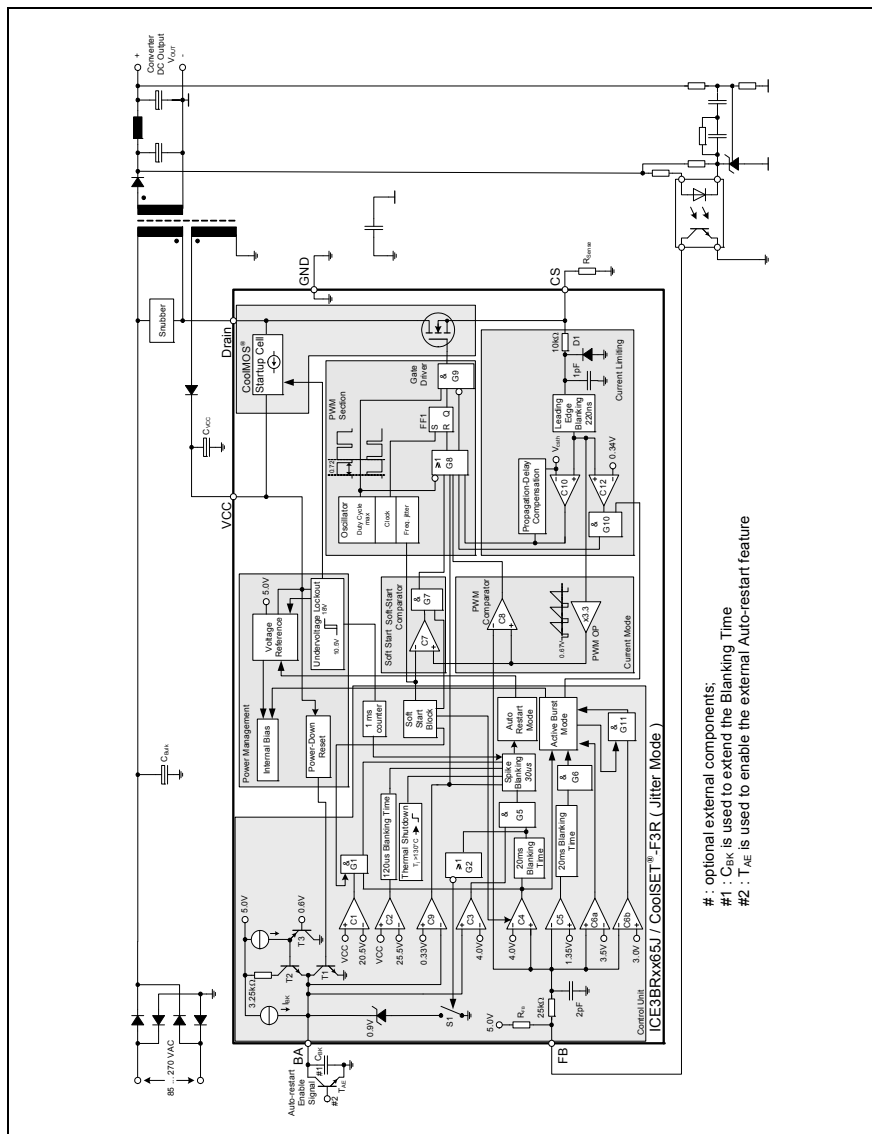 85 ... 270 VAC
C Bulk
Snubber
+
Converter
DC Output
VOUT
-
CVCC
VCC
Drain
GND
CoolMOS®
Startup Cell
CS
RSense
Power Management
Internal Bias
Voltage
Reference
5.0V
Power-Down
Reset
Undervoltage Lockout
18V
10.5V
1 ms
counter
Soft
Start
Block
Soft Start
Soft-Start
Comparator
C7
&
G7
PWM
Section
0.72
Oscillator
Duty Cycle
max
Clock
Freq. jitter
≥1
G8
FF1
S
R
Q
&
G9
Gate
Driver
PWM
Comparator
C8
0.67V
x3.3
PWM OP
Current Mode
Propagation-Delay
Compensation
Vcsth
C10
C12
0.34V
&
G10
Leading
Edge
Blanking
220ns
1pF
10kΩ
D1
Current Limiting
Auto-restart
Enable
Signal
#2
TAE
#1
CBK
BA
5.0V
3.25kΩ
IBK
T2
T3
0.6V
T1
0.9V
S1
VCC
20.5V
C1
&
G1
VCC
25.5V
C2
120us Blanking Time
Thermal Shutdown
Tj >130°C
0.33V
C9
4.0V
C3
≥1
G2
4.0V
C4
20ms
Blanking
Time
&
G5
Spike
Blanking
30us
Auto
Restart
Mode
1.35V
C5
20ms Blanking
Time
&
G6
Active Burst
Mode
3.5V
C6a
3.0V
C6b
&
G11
5.0V
RFB
25kΩ
2pF
FB
Control Unit
ICE3BRxx65J / CoolSET®-F3R ( Jitter Mode )
# : optional external components;
#1 : CBK is used to extend the Blanking Time
#2 : TAE is used to enable the external Auto-restart feature